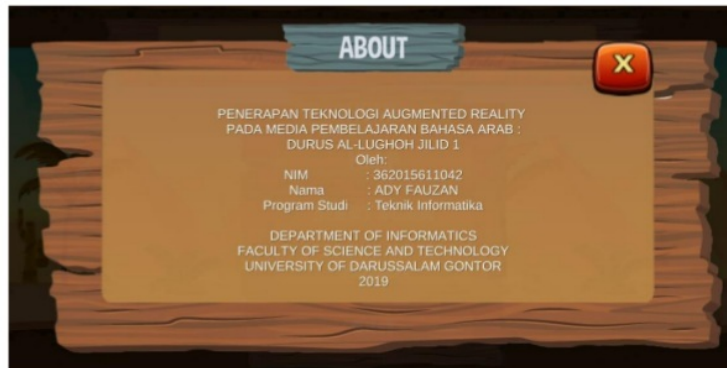 ABOUT
X
PENERAPAN TEKNOLOGI AUGMENTED REALITY
PADA MEDIA PEMBELAJARAN BAHASA ARAB :
DURUS AL-LUGHOH JILID 1
Oleh:
NIM : 362015611042
Nama : ADY FAUZAN
Program Studi : Teknik Informatika
DEPARTMENT OF INFORMATICS
FACULTY OF SCIENCE AND TECHNOLOGY
UNIVERSITY OF DARUSSALAM GONTOR
2019